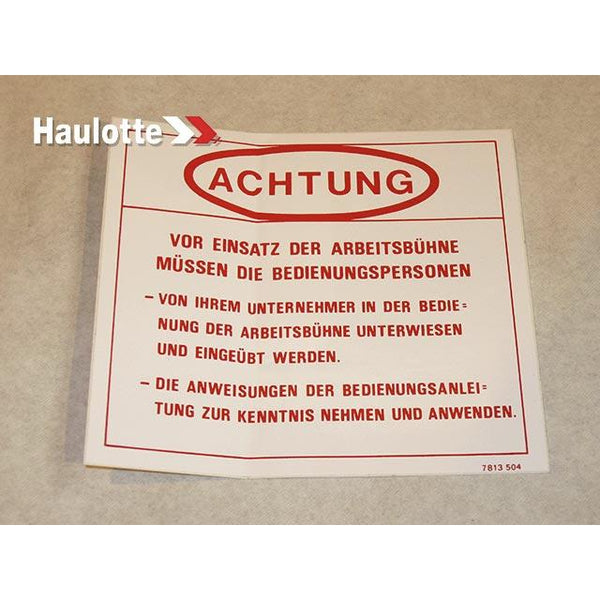 Haulotte
ACHTUNG
VOR EINSATZ DER ARBEITSBÜHNE
MÜSSEN DIE BEDIENUNGSPERSONEN
– VON IHREM UNTERNEHMER IN DER BEDIE=
NUNG DER ARBEITSBÜHNE UNTERWIESEN
UND EINGEÜBT WERDEN.
– DIE ANWEISUNGEN DER BEDIENUNGSANLEI=
TUNG ZUR KENNTNIS NEHMEN UND ANWENDEN.
7813 504